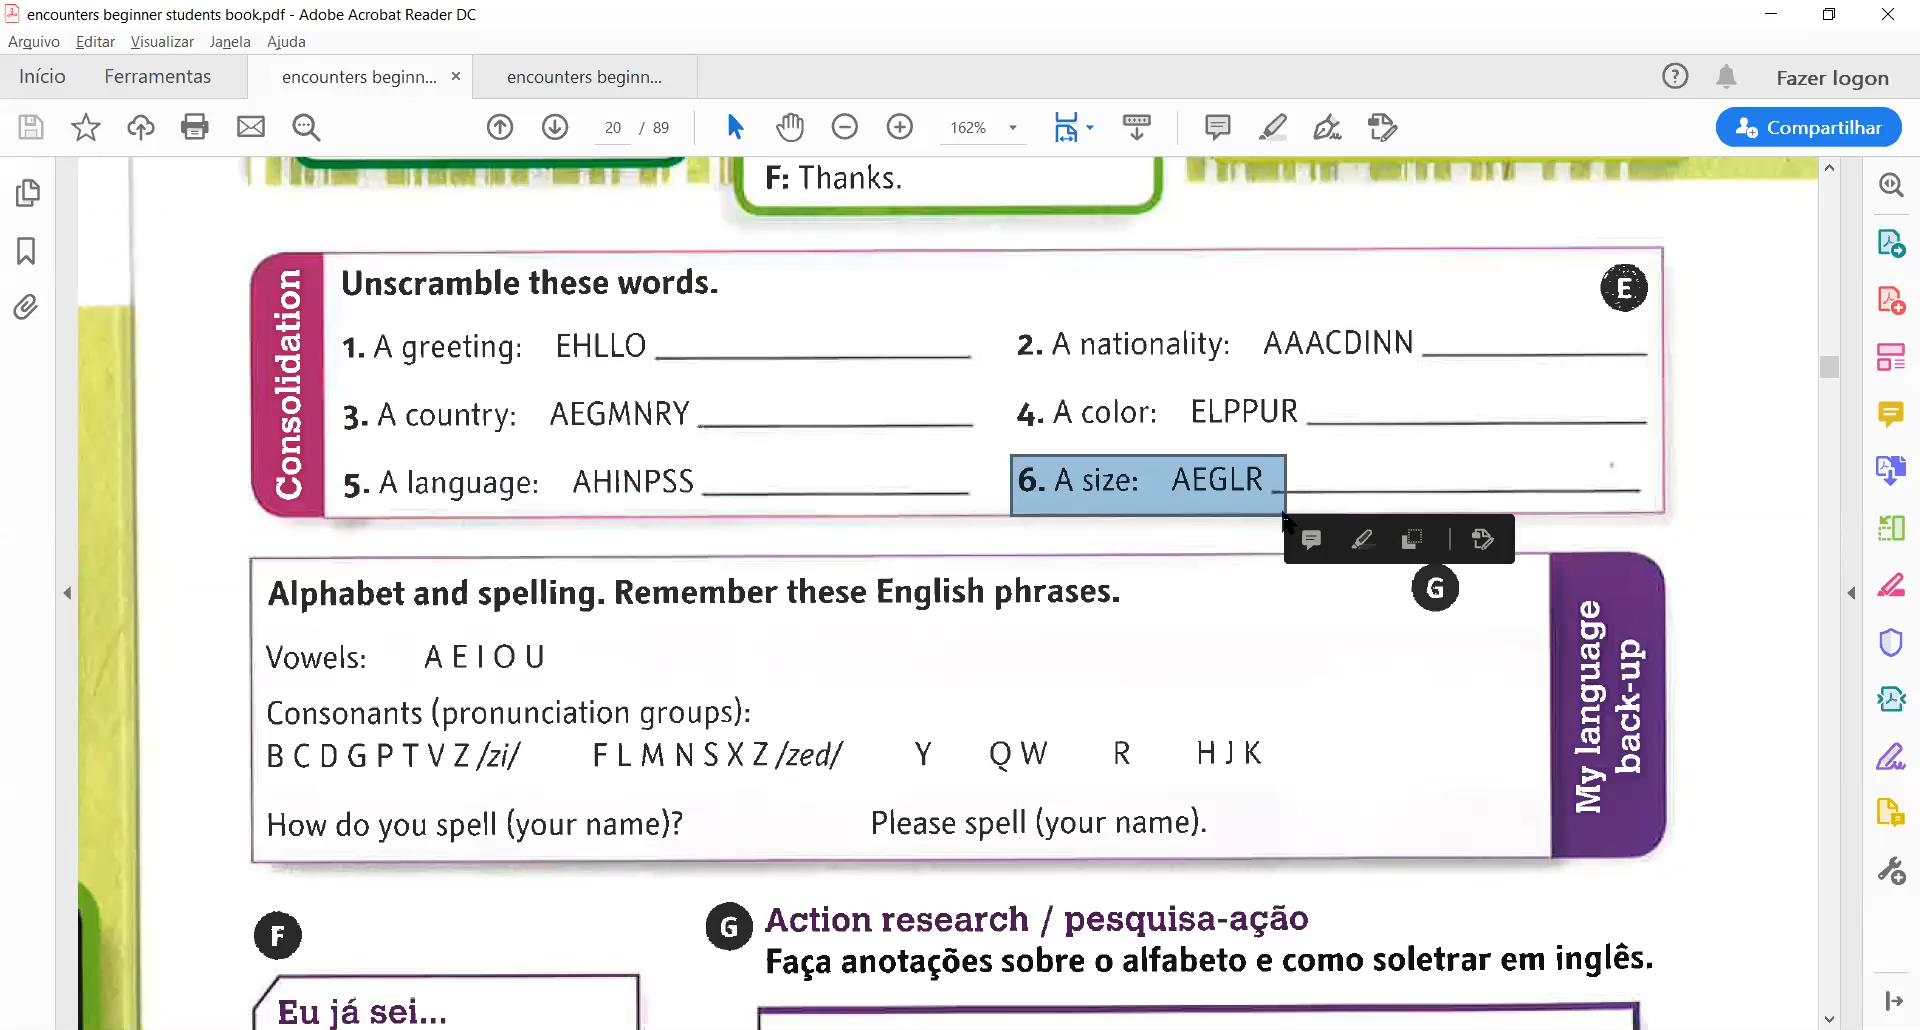 encounters beginner students book.pdf - Adobe Acrobat Reader DC
Arquivo Editar Visualizar Janela Ajuda
Início Ferramentas encounters beginn... × encounters beginn... Fazer logon
20 / 89 162% Compartilhar
F: Thanks.
Consolidation
Unscramble these words. E
1. A greeting: EHLLO 2. A nationality: AAACDINN
3. A country: AEGMNRY 4. A color: ELPPUR
5. A language: AHINPSS 6. A size: AEGLR
Alphabet and spelling. Remember these English phrases. G
My language
back-up
Vowels: A E I O U
Consonants (pronunciation groups):
B C D G P T V Z /zi/ F L M N S X Z /zed/ Y Q W R H J K
How do you spell (your name)? Please spell (your name).
F
G Action research / pesquisa-ação
Faça anotações sobre o alfabeto e como soletrar em inglês.
Eu já sei...